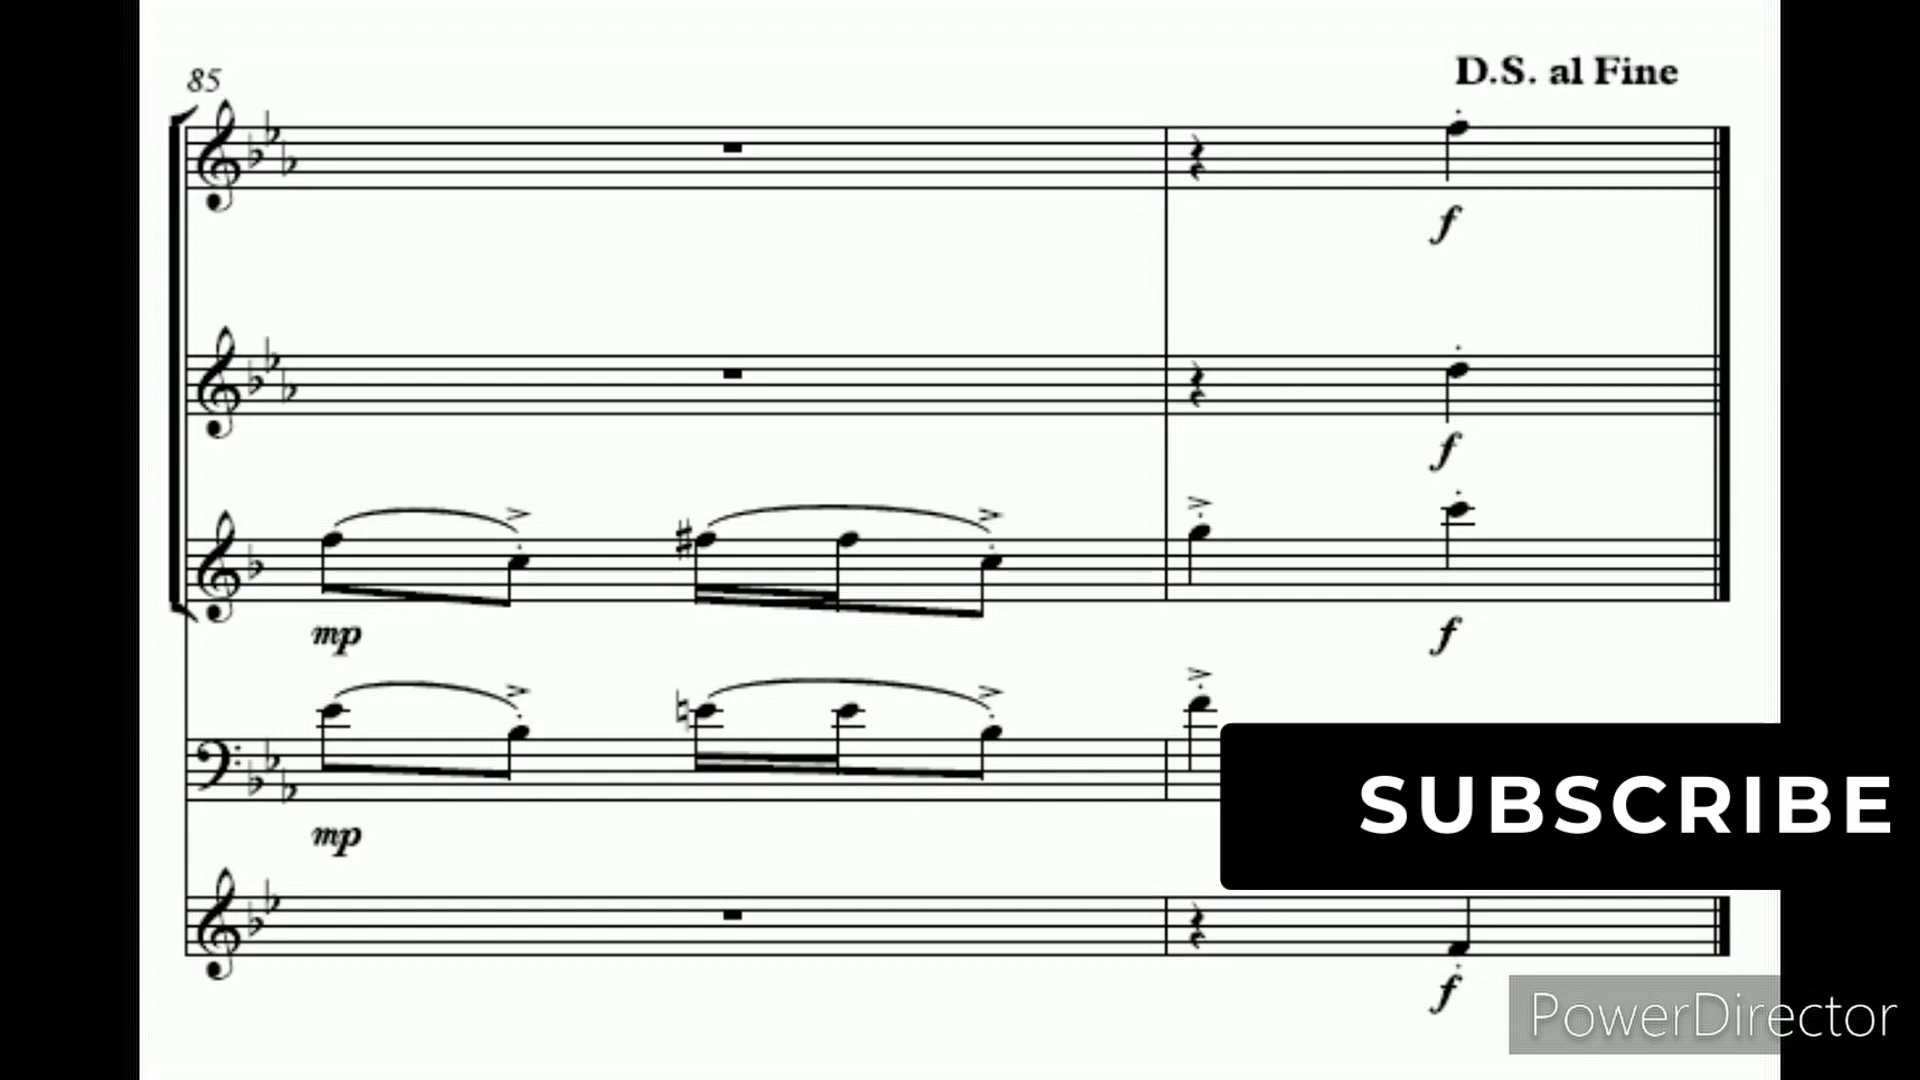 85
D.S. al Fine
f
f
mp
f
mp
SUBSCRIBE
f
PowerDirector